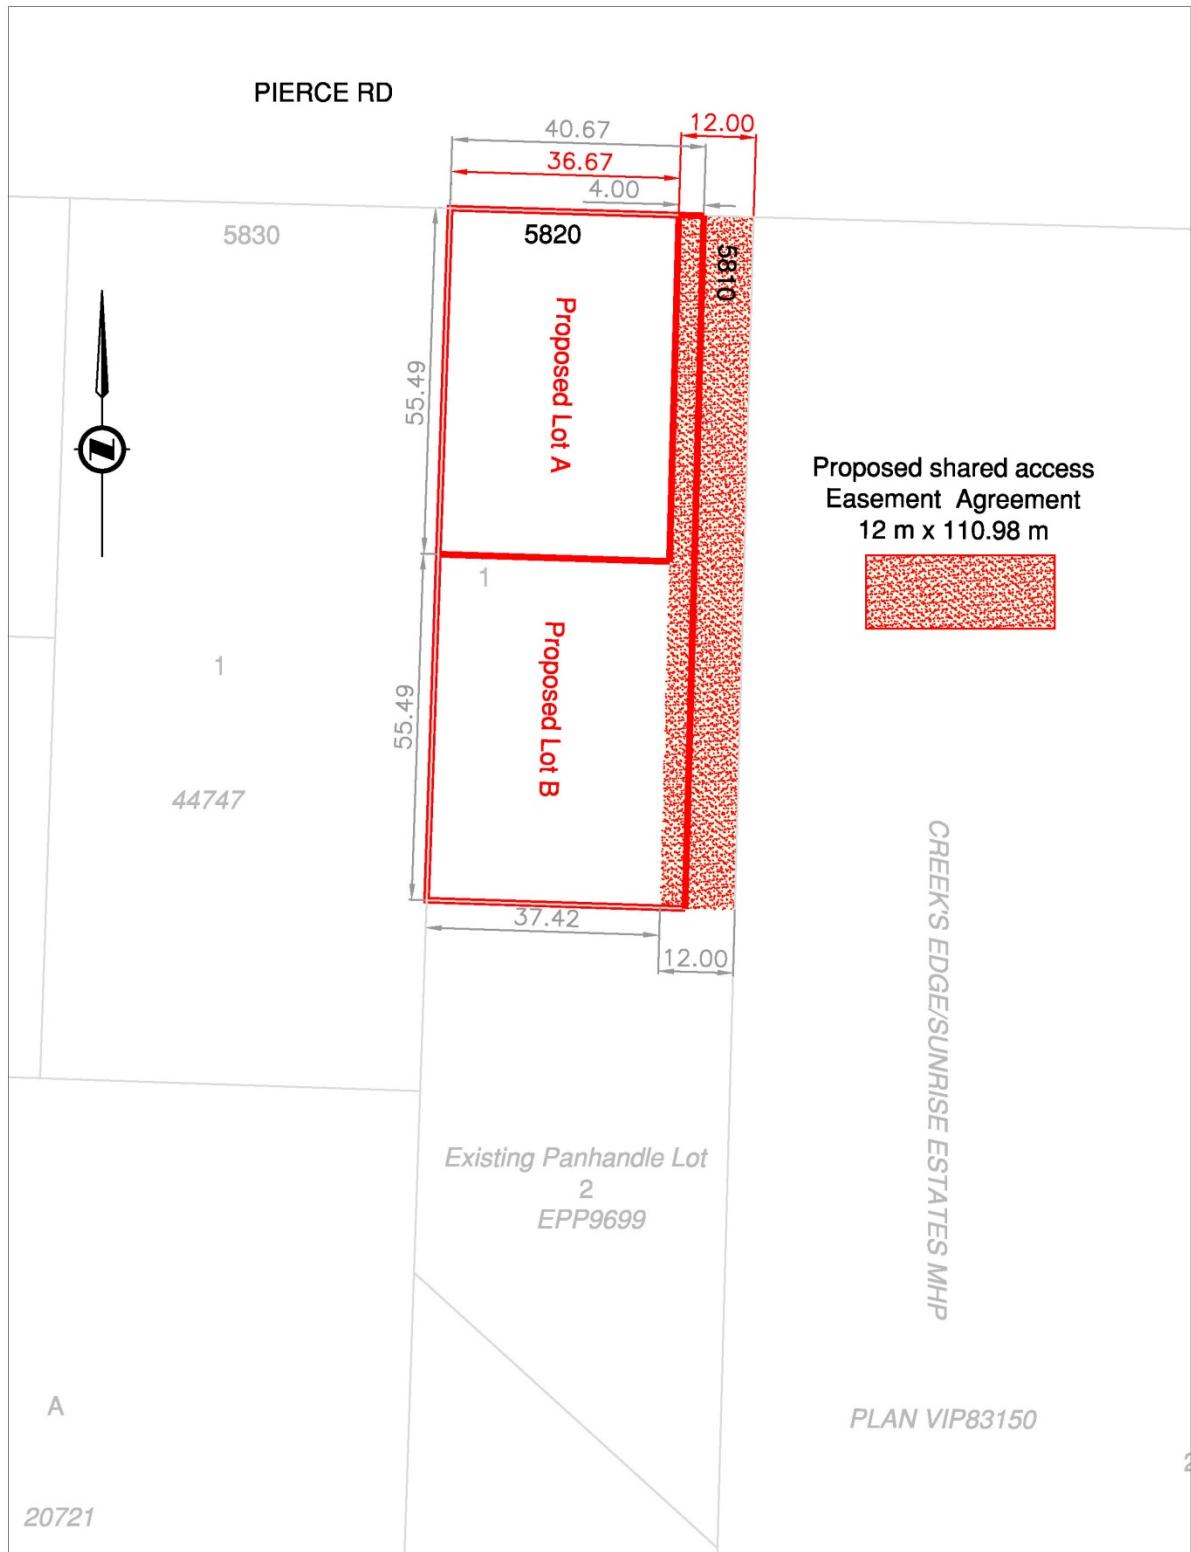 PIERCE RD
40.67
12.00
36.67
4.00
5830
5820
5810
Proposed Lot A
55.49
N
Proposed shared access
Easement Agreement
12 m x 110.98 m
1
1
Proposed Lot B
55.49
44747
37.42
12.00
CREEK'S EDGE/SUNRISE ESTATES MHP
Existing Panhandle Lot
2
EPP9699
A
PLAN VIP83150
2
20721